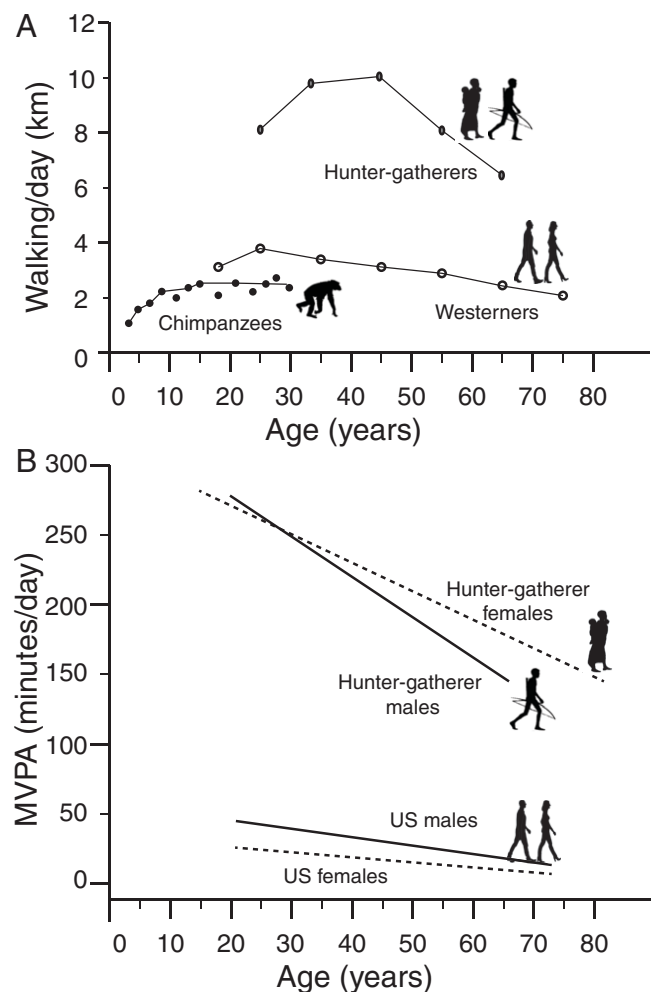 A
Walking/day (km)
12
10
8
6
4
2
0
Hunter-gatherers
Westerners
Chimpanzees
0 10 20 30 40 50 60 70 80
Age (years)
B
MVPA (minutes/day)
300
250
200
150
100
50
0
Hunter-gatherer
females
Hunter-gatherer
males
US males
US females
0 10 20 30 40 50 60 70 80
Age (years)